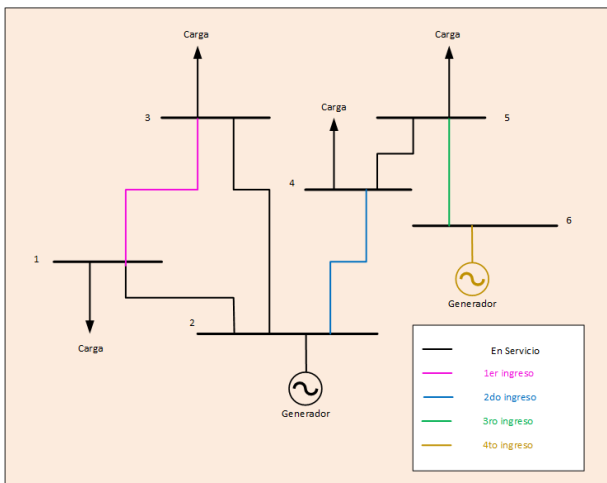 Carga
Carga
3
5
Carga
4
6
1
Generador
2
Carga
Generador
En Servicio
1er ingreso
2do ingreso
3ro ingreso
4to ingreso